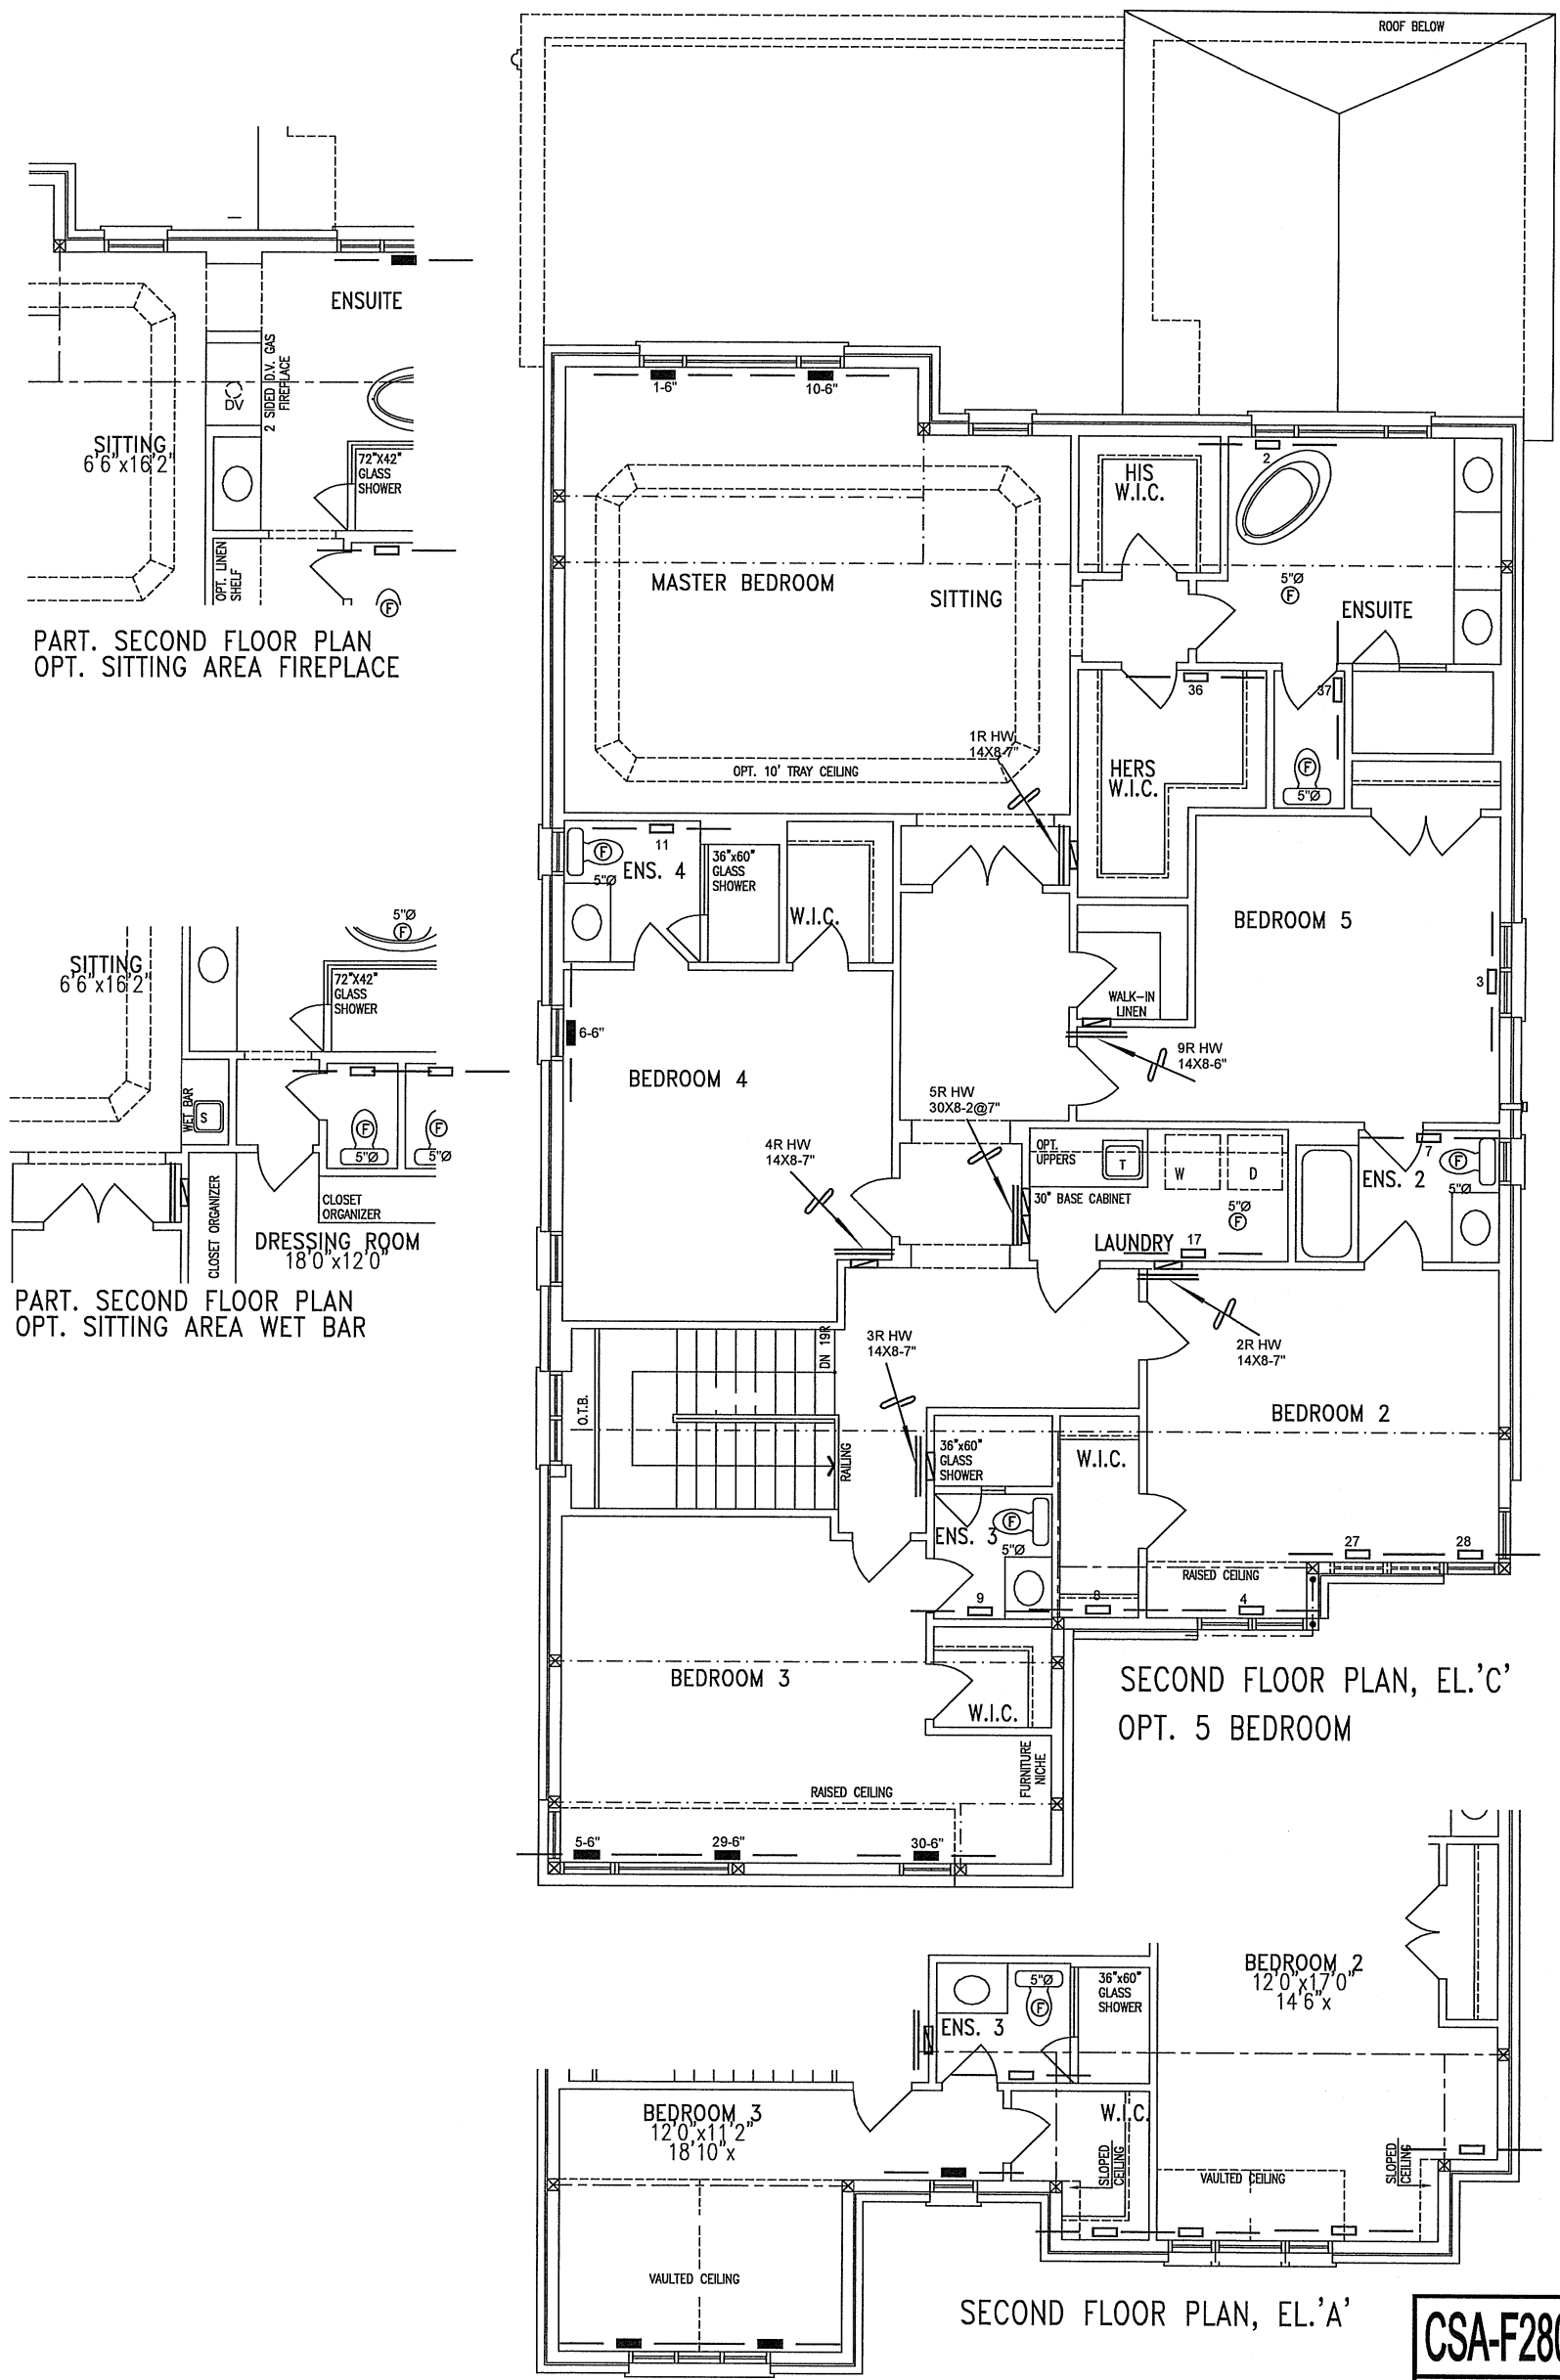 ROOF BELOW
ENSUITE
2 SIDED D.V. GAS
FIREPLACE
DV
SITTING
6'6"x16'2"
72"X42"
GLASS
SHOWER
OPT. LINEN
SHELF
F
PART. SECOND FLOOR PLAN
OPT. SITTING AREA FIREPLACE
1-6"
10-6"
2
HIS
W.I.C.
MASTER BEDROOM
SITTING
5"Ø
F
ENSUITE
36
37
1R HW
14X8-7"
OPT. 10' TRAY CEILING
HERS
W.I.C.
F
5"Ø
11
F
5"Ø
ENS. 4
36"x60"
GLASS
SHOWER
W.I.C.
BEDROOM 5
WALK-IN
LINEN
3
6-6"
9R HW
14X8-6"
BEDROOM 4
5R HW
30X8-2@7"
4R HW
14X8-7"
OPT.
UPPERS
T
W
D
30" BASE CABINET
5"Ø
F
LAUNDRY
17
7
F
ENS. 2
5"Ø
5"Ø
F
SITTING
6'6"x16'2"
72"X42"
GLASS
SHOWER
WET BAR
S
F
5"Ø
F
5"Ø
CLOSET ORGANIZER
CLOSET
ORGANIZER
DRESSING ROOM
18'0"x12'0"
PART. SECOND FLOOR PLAN
OPT. SITTING AREA WET BAR
DN 19R
3R HW
14X8-7"
2R HW
14X8-7"
O.T.B.
RAILING
BEDROOM 2
36"x60"
GLASS
SHOWER
W.I.C.
F
ENS. 3
5"Ø
27
28
RAISED CEILING
9
8
4
BEDROOM 3
W.I.C.
FURNITURE
NICHE
RAISED CEILING
5-6"
29-6"
30-6"
SECOND FLOOR PLAN, EL.'C'
OPT. 5 BEDROOM
BEDROOM 2
12'0"x17'0"
14'6"x
5"Ø
F
36"x60"
GLASS
SHOWER
ENS. 3
BEDROOM 3
12'0"x11'2"
18'10"x
W.I.C.
SLOPED
CEILING
VAULTED CEILING
SLOPED
CEILING
VAULTED CEILING
SECOND FLOOR PLAN, EL.'A'
CSA-F280